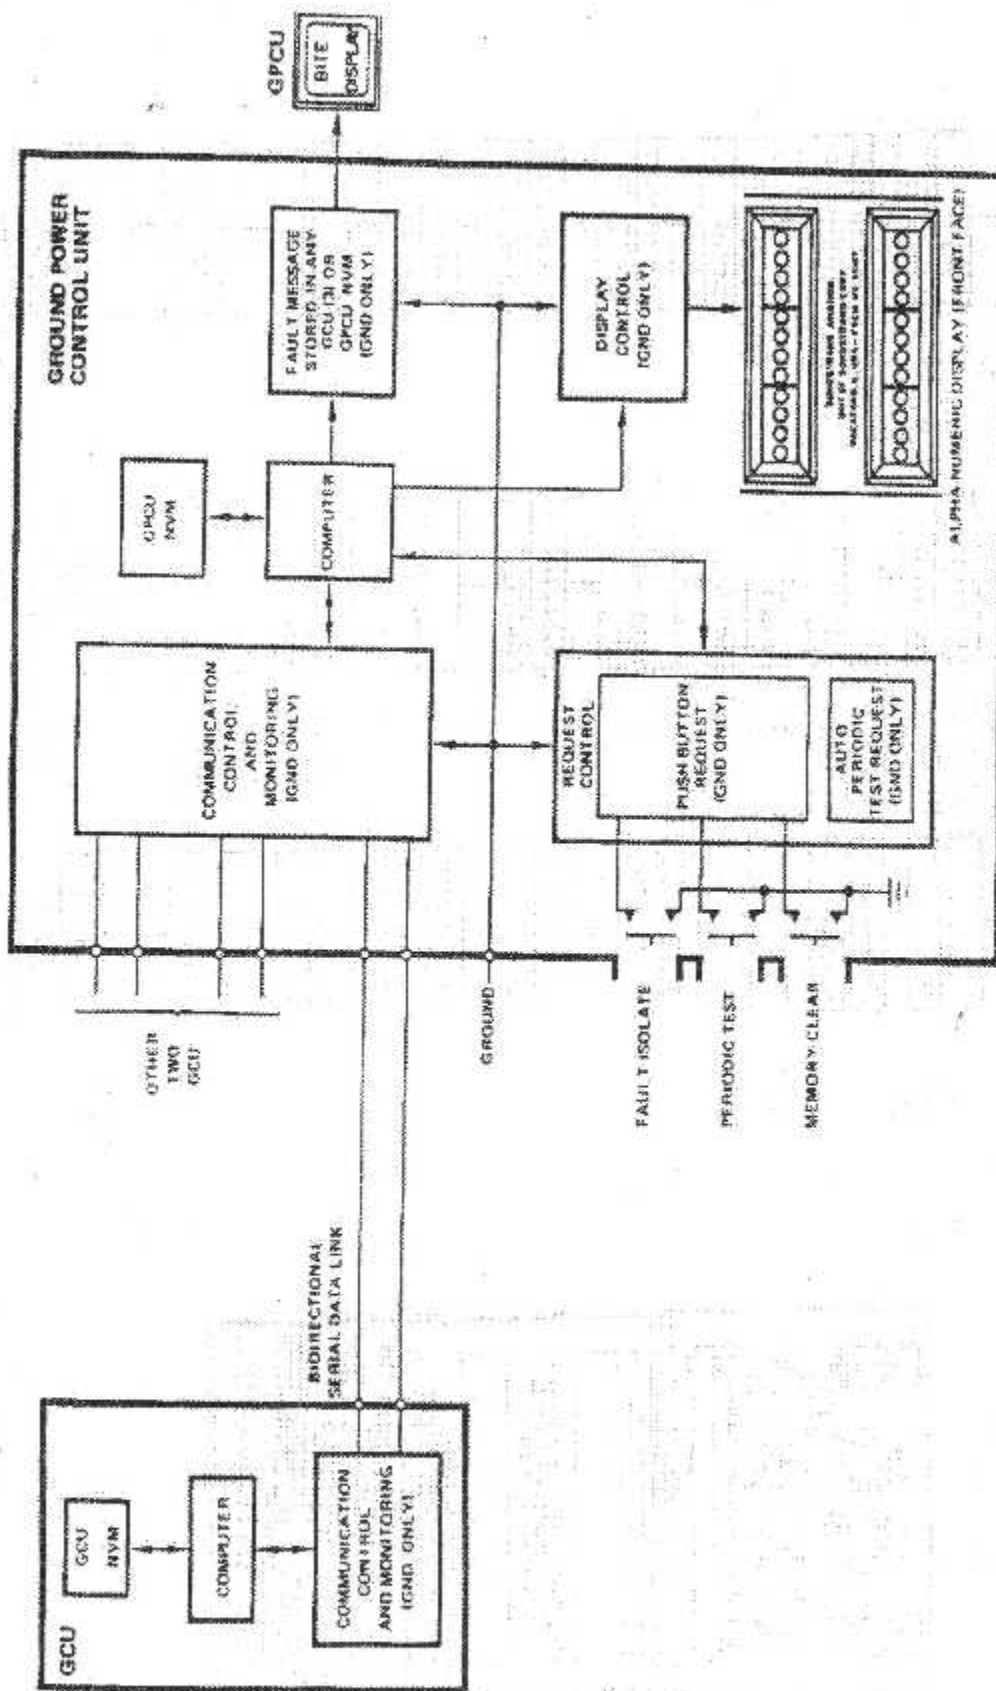 GCU
GCU
NVM
COMPUTER
COMMUNICATION
CONTROL
AND MONITORING
(GND ONLY)
BIDIRECTIONAL
SERIAL DATA LINK
OTHER
TWO
GCU
GROUND
FAULT ISOLATE
PERIODIC TEST
MEMORY CLEAR
GROUND POWER
CONTROL UNIT
COMMUNICATION
CONTROL
AND
MONITORING
(GND ONLY)
GPCU
NVM
COMPUTER
FAULT MESSAGE
STORED IN ANY
GCU (3) OR
GPCU NVM
(GND ONLY)
GPCU
BITE
DISPLAY
REQUEST
CONTROL
PUSH BUTTON
REQUEST
(GND ONLY)
AUTO
PERIODIC
TEST REQUEST
(GND ONLY)
DISPLAY
CONTROL
(GND ONLY)
ALPHA NUMERIC DISPLAY (FRONT FACE)